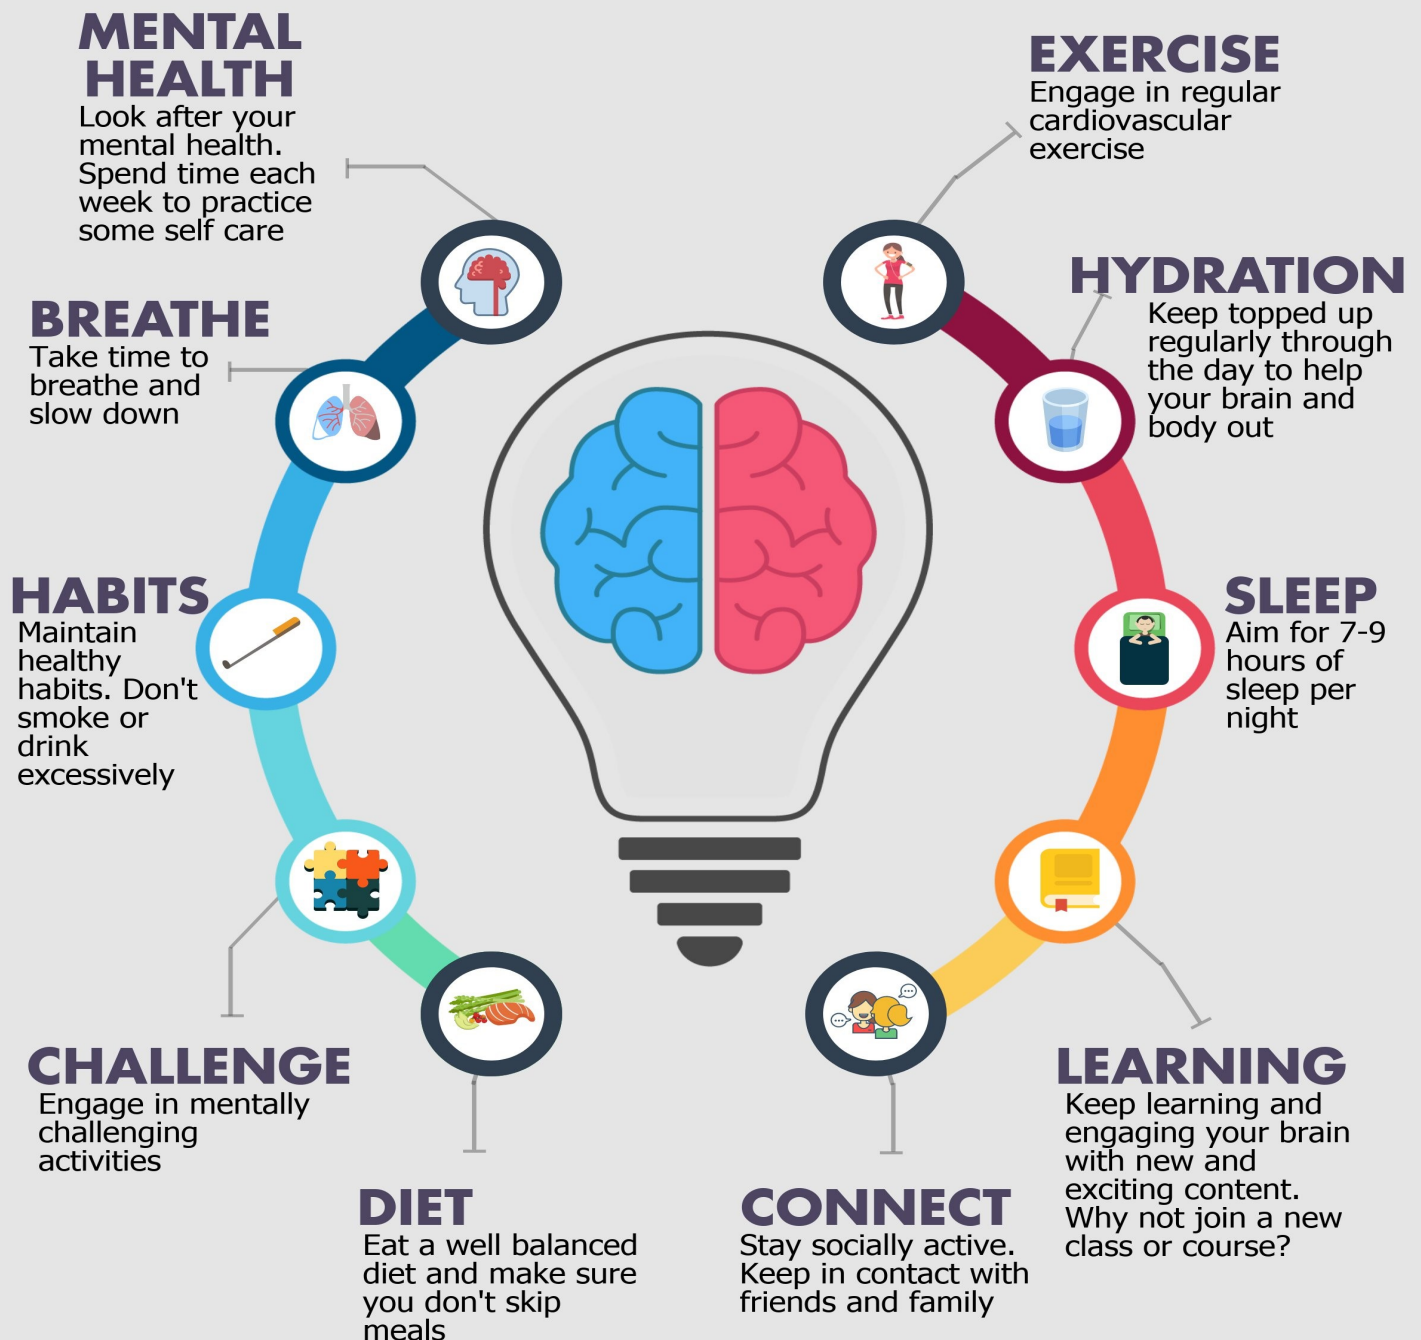 MENTAL
HEALTH
Look after your
mental health.
Spend time each
week to practice
some self care
BREATHE
Take time to
breathe and
slow down
HABITS
Maintain
healthy
habits. Don't
smoke or
drink
excessively
CHALLENGE
Engage in mentally
challenging
activities
DIET
Eat a well balanced
diet and make sure
you don't skip
meals
EXERCISE
Engage in regular
cardiovascular
exercise
HYDRATION
Keep topped up
regularly through
the day to help
your brain and
body out
SLEEP
Aim for 7-9
hours of
sleep per
night
LEARNING
Keep learning and
engaging your brain
with new and
exciting content.
Why not join a new
class or course?
CONNECT
Stay socially active.
Keep in contact with
friends and family